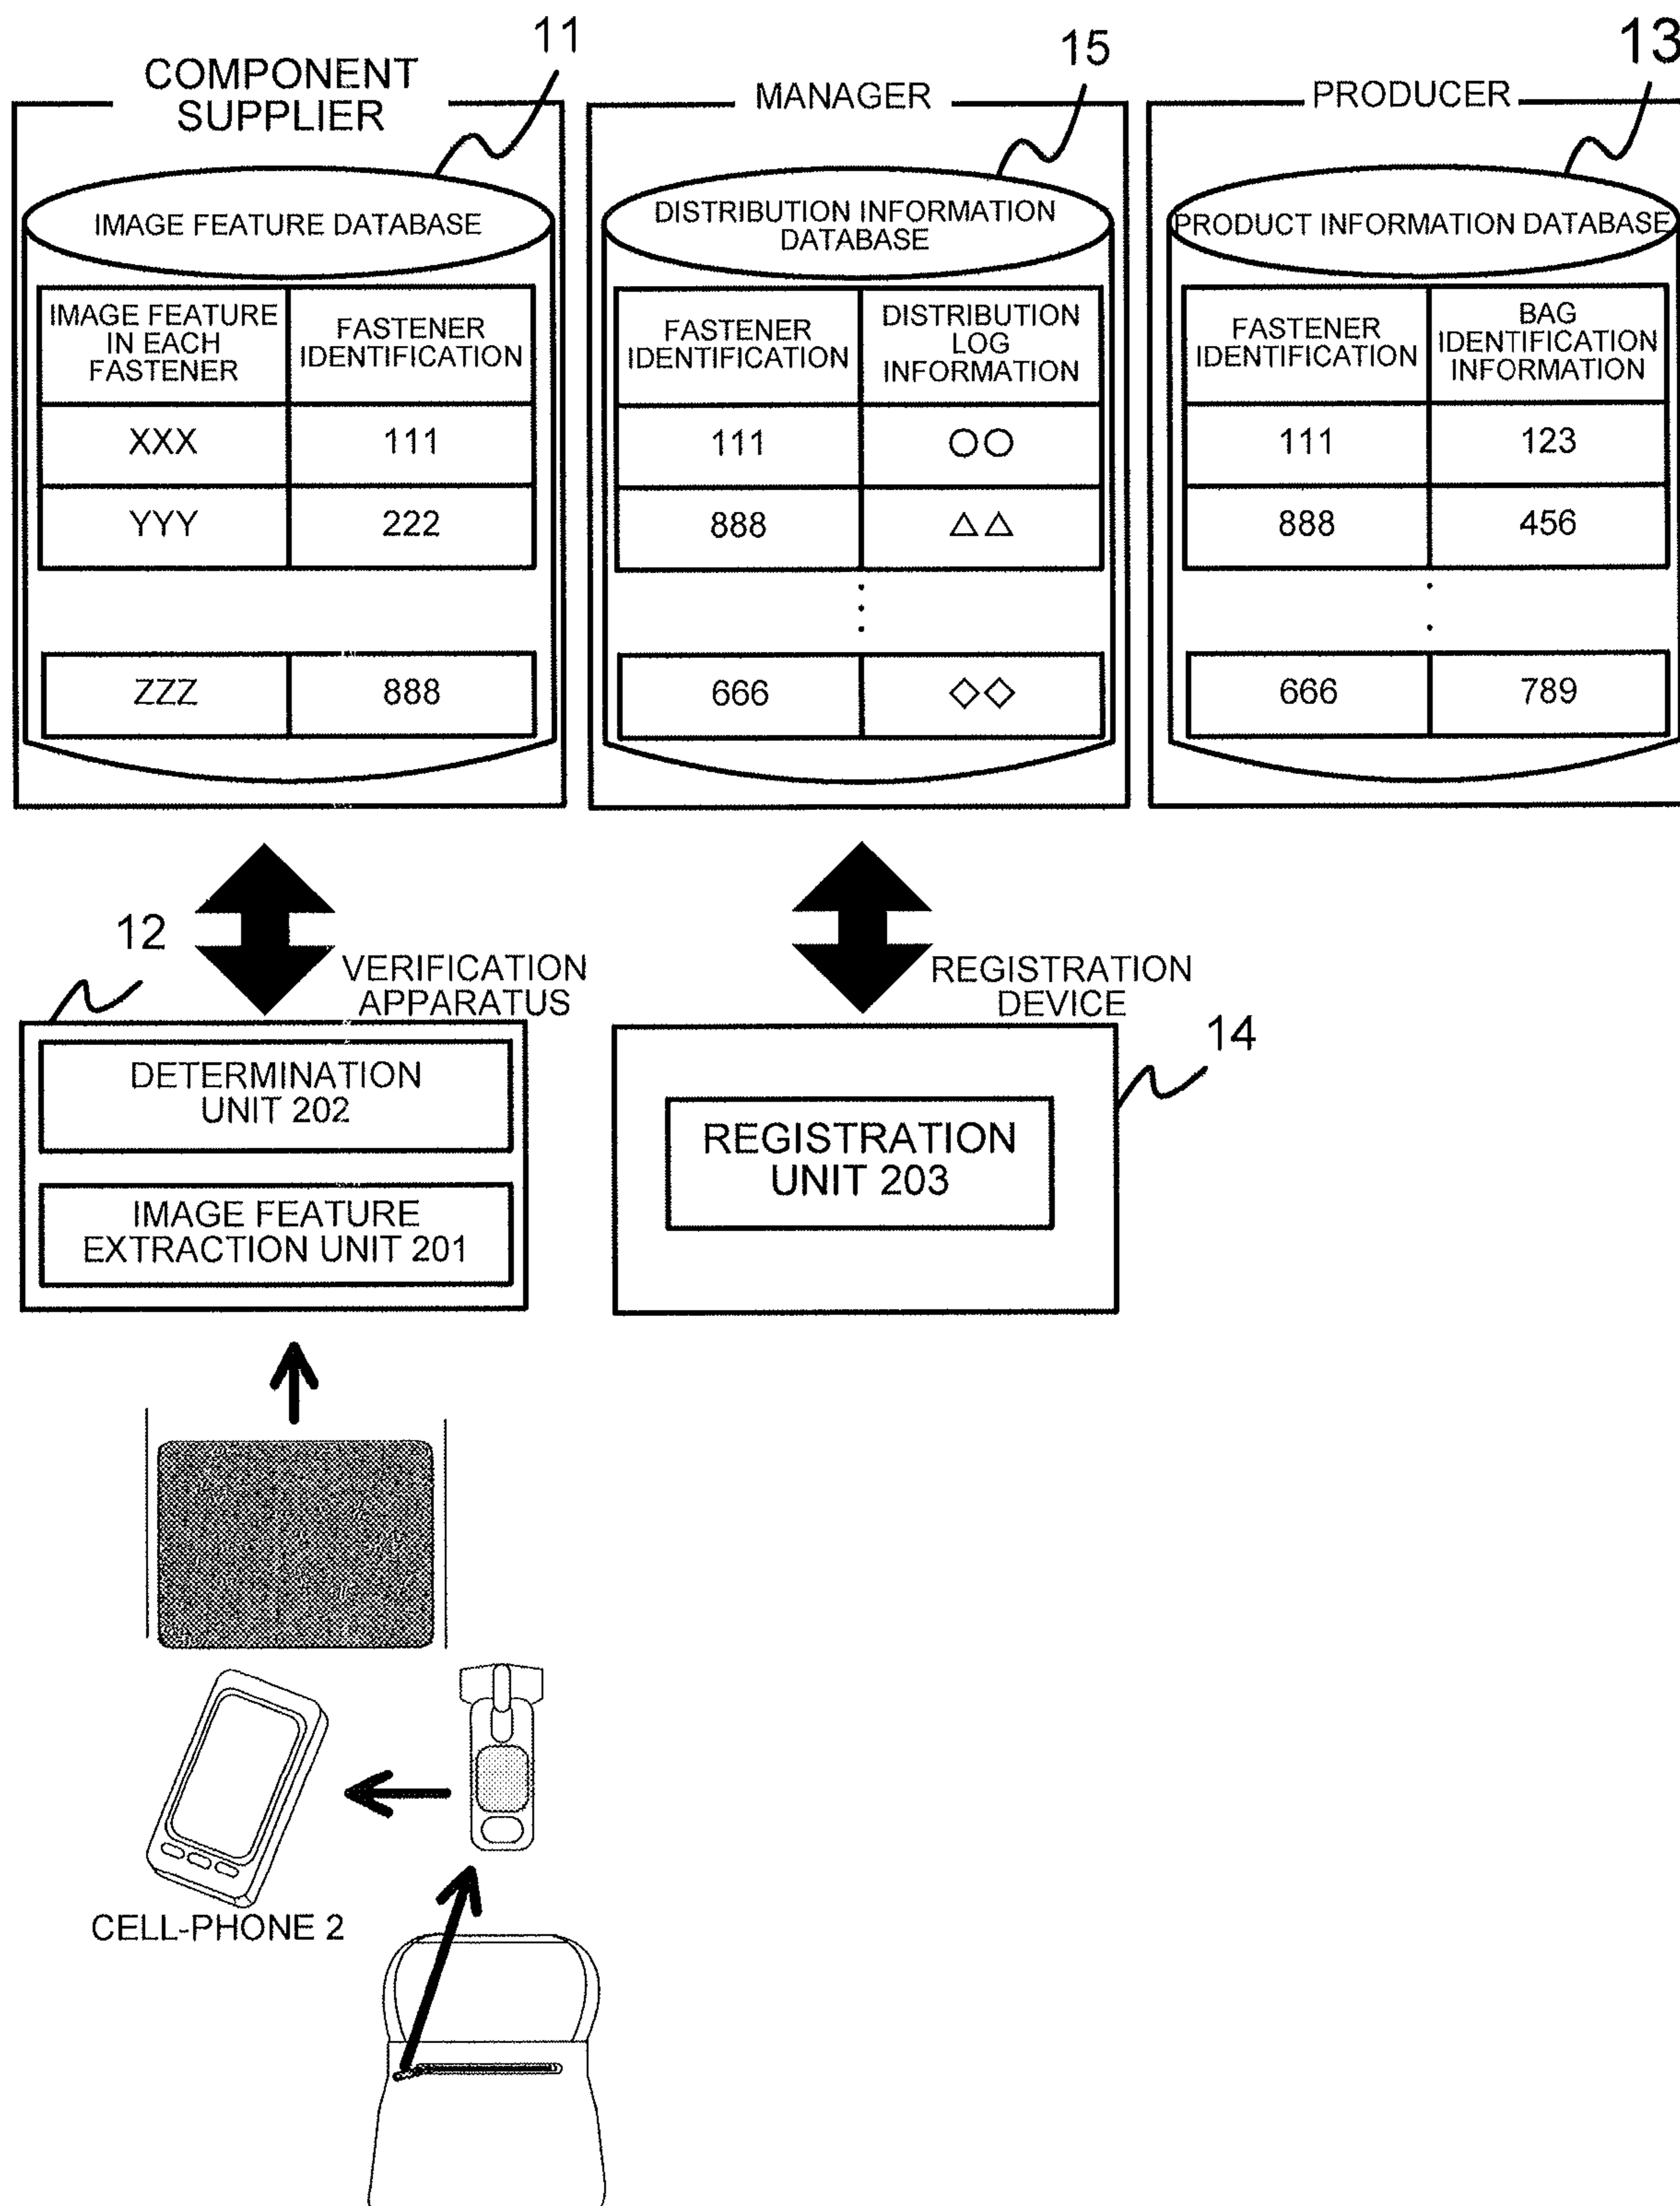 11
15
13
COMPONENT
SUPPLIER
MANAGER
PRODUCER
IMAGE FEATURE DATABASE
DISTRIBUTION INFORMATION
DATABASE
PRODUCT INFORMATION DATABASE
IMAGE FEATURE
IN EACH
FASTENER
FASTENER
IDENTIFICATION
XXX 111
YYY 222
ZZZ 888
FASTENER
IDENTIFICATION
DISTRIBUTION
LOG
INFORMATION
111 ○○
888 △△
666 ◇◇
FASTENER
IDENTIFICATION
BAG
IDENTIFICATION
INFORMATION
111 123
888 456
666 789
12
VERIFICATION
APPARATUS
REGISTRATION
DEVICE
14
DETERMINATION
UNIT 202
IMAGE FEATURE
EXTRACTION UNIT 201
REGISTRATION
UNIT 203
CELL-PHONE 2